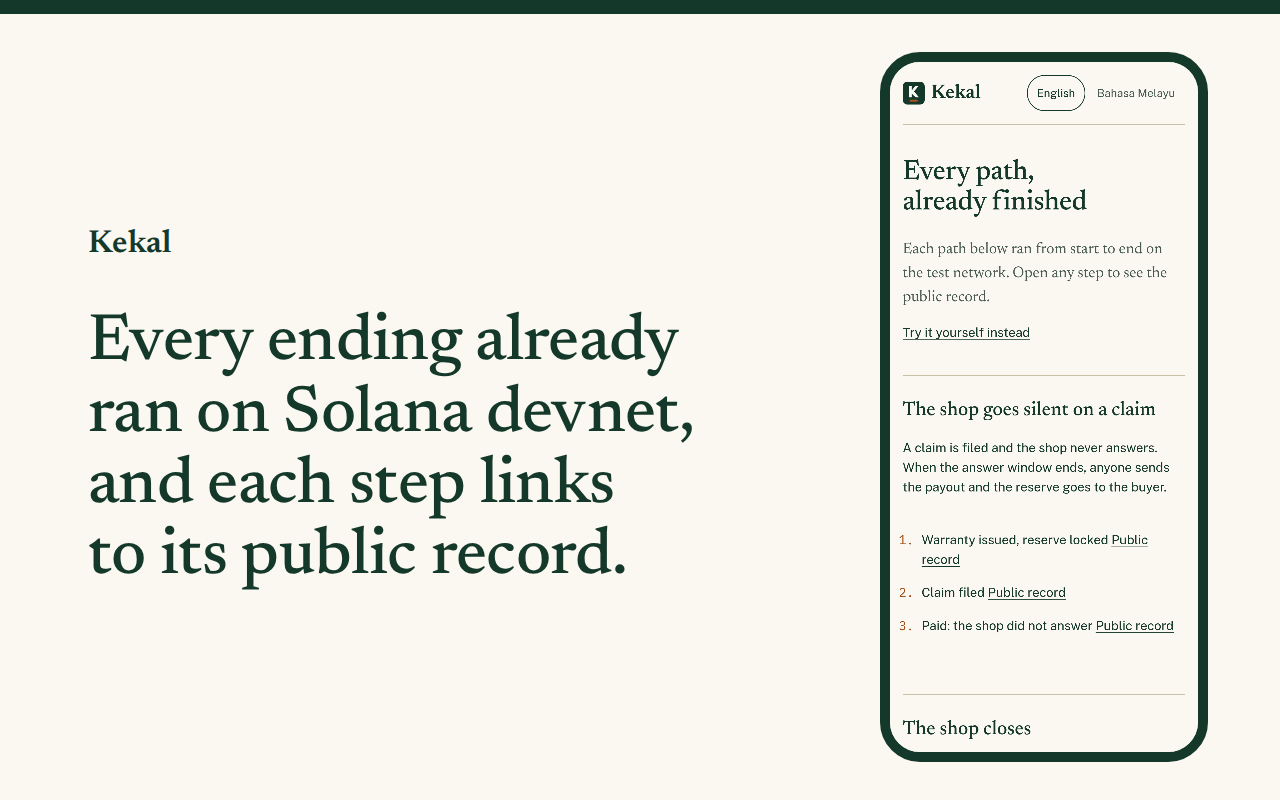 Kekal
Every ending already
ran on Solana devnet,
and each step links
to its public record.
K Kekal
English
Bahasa Melayu
Every path,
already finished
Each path below ran from start to end on
the test network. Open any step to see the
public record.
Try it yourself instead
The shop goes silent on a claim
A claim is filed and the shop never answers.
When the answer window ends, anyone sends
the payout and the reserve goes to the buyer.
1. Warranty issued, reserve locked Public
record
2. Claim filed Public record
3. Paid: the shop did not answer Public record
The shop closes